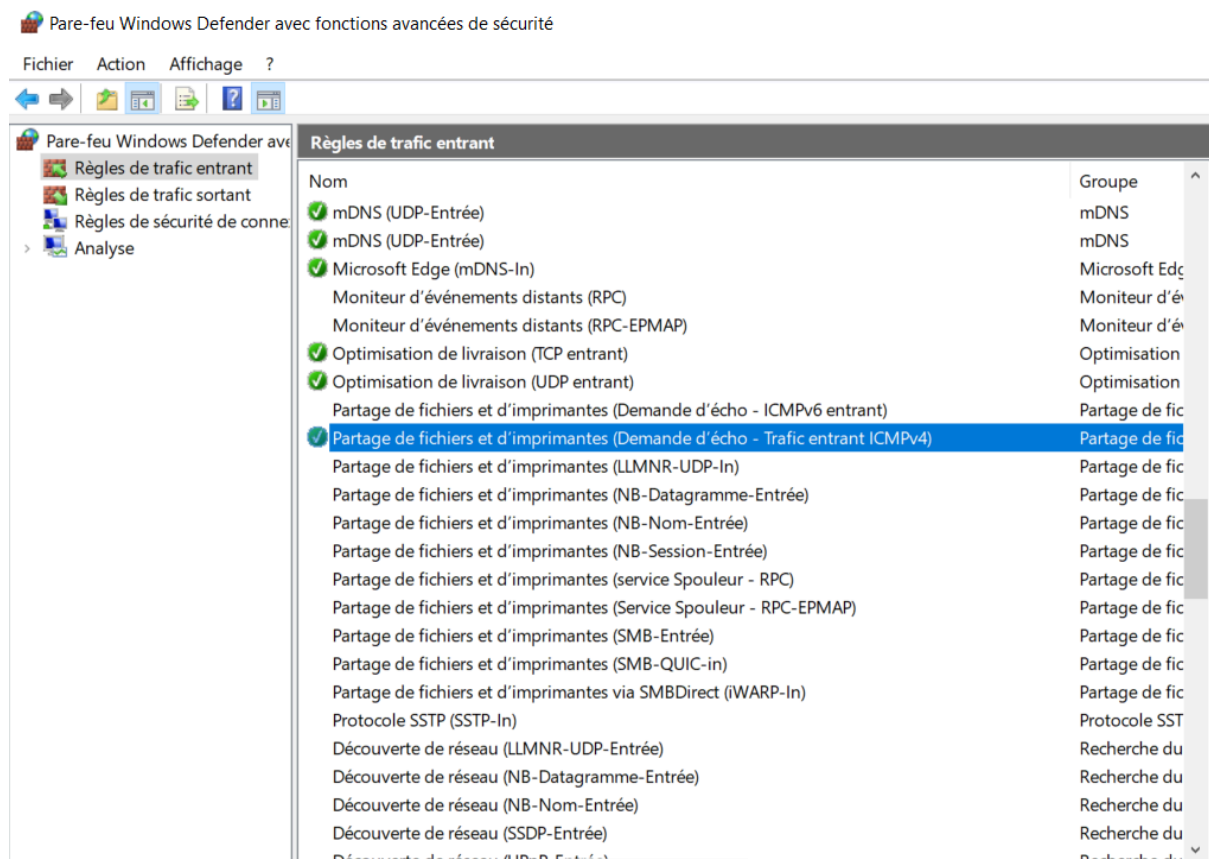 Pare-feu Windows Defender avec fonctions avancées de sécurité
Fichier Action Affichage ?
Pare-feu Windows Defender ave
Règles de trafic entrant
Règles de trafic sortant
Règles de sécurité de conne
Analyse
Règles de trafic entrant
Nom Groupe
mDNS (UDP-Entrée) mDNS
mDNS (UDP-Entrée) mDNS
Microsoft Edge (mDNS-In) Microsoft Edg
Moniteur d'événements distants (RPC) Moniteur d'é
Moniteur d'événements distants (RPC-EPMAP) Moniteur d'é
Optimisation de livraison (TCP entrant) Optimisation
Optimisation de livraison (UDP entrant) Optimisation
Partage de fichiers et d'imprimantes (Demande d'écho - ICMPv6 entrant) Partage de fic
Partage de fichiers et d'imprimantes (Demande d'écho - Trafic entrant ICMPv4) Partage de fic
Partage de fichiers et d'imprimantes (LLMNR-UDP-In) Partage de fic
Partage de fichiers et d'imprimantes (NB-Datagramme-Entrée) Partage de fic
Partage de fichiers et d'imprimantes (NB-Nom-Entrée) Partage de fic
Partage de fichiers et d'imprimantes (NB-Session-Entrée) Partage de fic
Partage de fichiers et d'imprimantes (service Spouleur - RPC) Partage de fic
Partage de fichiers et d'imprimantes (Service Spouleur - RPC-EPMAP) Partage de fic
Partage de fichiers et d'imprimantes (SMB-Entrée) Partage de fic
Partage de fichiers et d'imprimantes (SMB-QUIC-in) Partage de fic
Partage de fichiers et d'imprimantes via SMBDirect (iWARP-In) Partage de fic
Protocole SSTP (SSTP-In) Protocole SST
Découverte de réseau (LLMNR-UDP-Entrée) Recherche du
Découverte de réseau (NB-Datagramme-Entrée) Recherche du
Découverte de réseau (NB-Nom-Entrée) Recherche du
Découverte de réseau (SSDP-Entrée) Recherche du